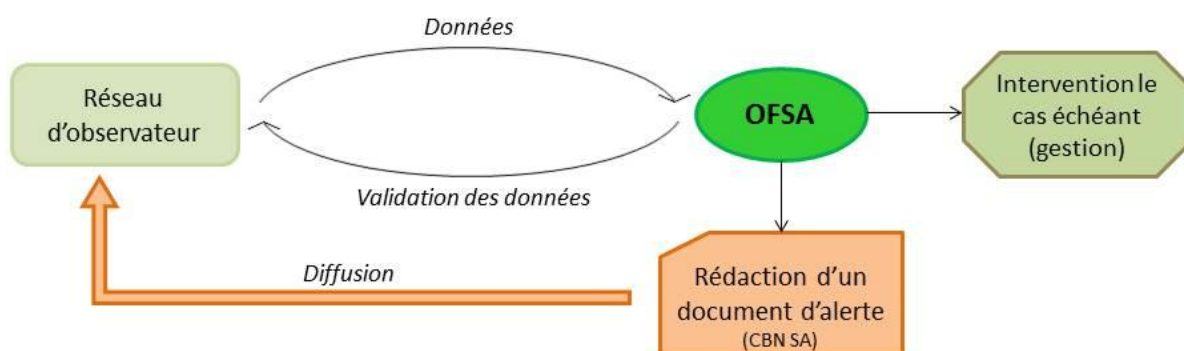 Données
Réseau
d'observateur
OFSA
Intervention le
cas échéant
(gestion)
Validation des données
Diffusion
Rédaction d'un
document d'alerte
(CBN SA)